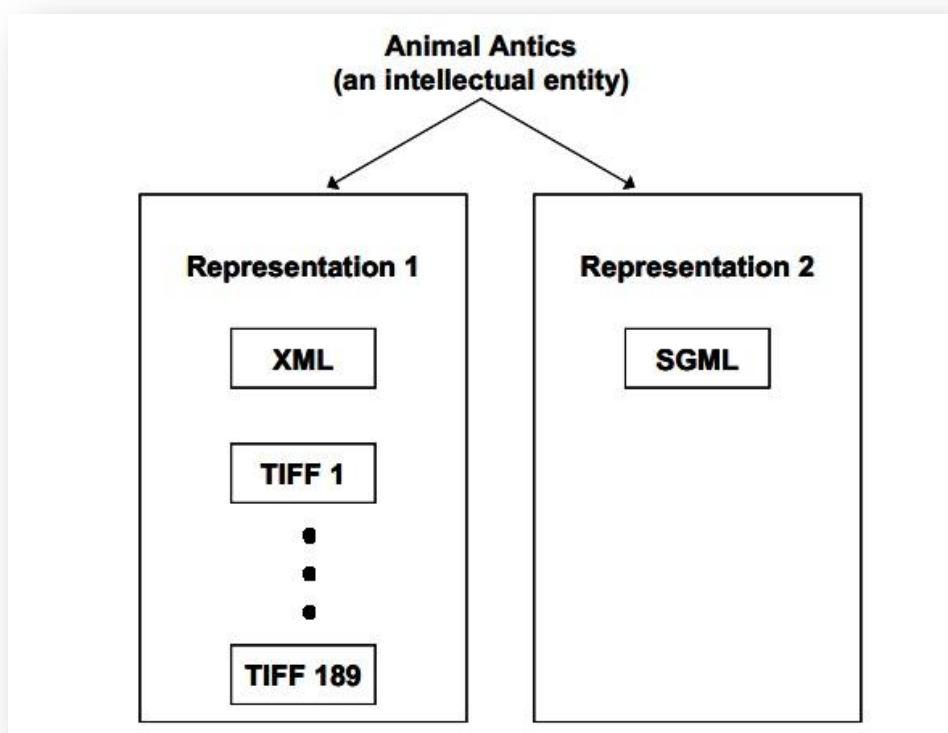 Animal Antics
(an intellectual entity)
Representation 1
XML
TIFF 1
TIFF 189
Representation 2
SGML